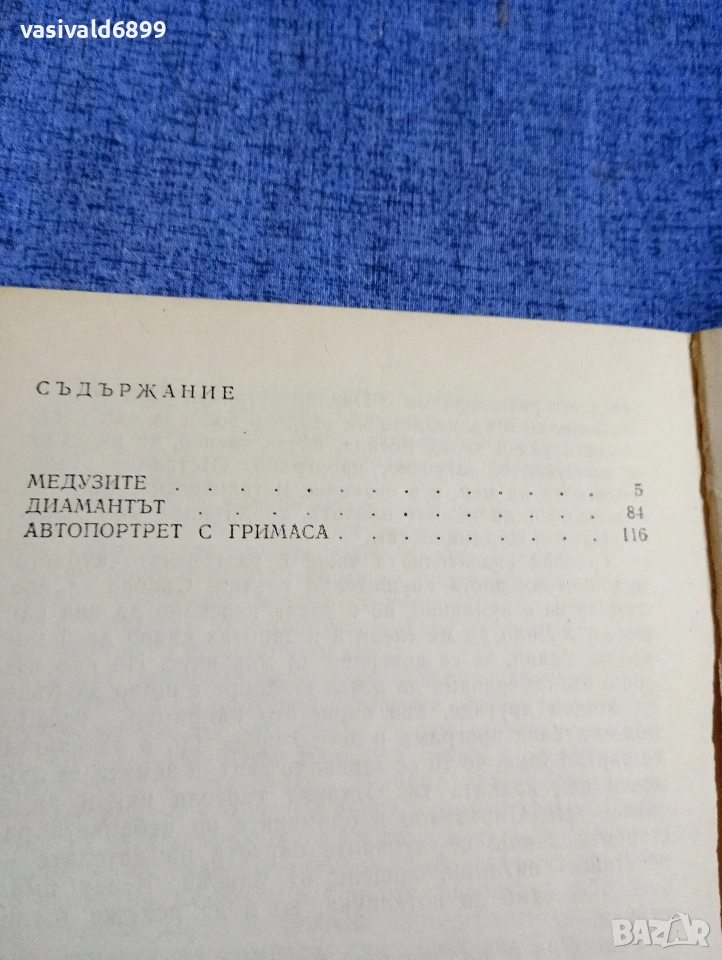 vasivald6899
СЪДЪРЖАНИЕ
МЕДУЗИТЕ . . . . . . . . . . . . . . . 5
ДИАМАНТЪТ . . . . . . . . . . . . . . 84
АВТОПОРТРЕТ С ГРИМАСА . . . . . . . . . 116
BAZAR